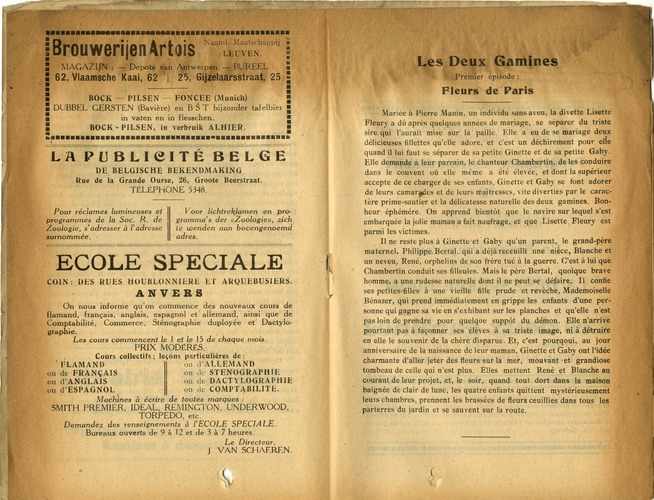 Brouwerijen Artois
Naaml. Maatschappij
LEUVEN.
MAGAZIJN : — Depots van Antwerpen — BUREEL
62, Vlaamsche Kaai, 62 | 25, Gijzelaarsstraat, 25
BOCK — PILSEN — FONCEE (Munich)
DUBBEL GERSTEN (Bavière) en BST bijzonder tafelbier
in vaten en in flesschen.
BOCK-PILSEN, in verbruik ALHIER.
LA PUBLICITÉ BELGE
DE BELGISCHE BEKENDMAKING
Rue de la Grande Ourse, 26, Groote Beerstraat.
TÉLÉPHONE 5348.
Pour réclames lumineuses et
programmes de la Soc. R. de
Zoologie, s'adresser à l'adresse
surnommée.
Voor lichtreklamen en pro-
gramma's der «Zoologie», zich
te wenden aan bovengenoemd
adres.
ECOLE SPECIALE
COIN: DES RUES HOUBLONNIERE ET ARQUEBUSIERS.
ANVERS
On nous informe qu'on commence des nouveaux cours de
flamand, français, anglais, espagnol et allemand, ainsi que de
Comptabilité, Commerce, Sténographie duployée et Dactylo-
graphie.
Les cours commencent le 1 et le 15 de chaque mois.
PRIX MODÉRÉS.
Cours collectifs; leçons particulières de:
FLAMAND
ou de FRANÇAIS
ou d'ANGLAIS
ou d'ESPAGNOL
ou d'ALLEMAND
ou de STENOGRAPHIE
ou de DACTYLOGRAPHIE
ou de COMPTABILITE.
Machines à écrire de toutes marques:
SMITH PREMIER, IDEAL, REMINGTON, UNDERWOOD,
TORPEDO, etc.
Demandez des renseignements à l'ECOLE SPECIALE.
Bureaux ouverts de 9 à 12 et de 3 à 7 heures.
Le Directeur,
J. VAN SCHAEREN.
Les Deux Gamines
Premier épisode:
Fleurs de Paris
Mariée à Pierre Manin, un individu sans aveu, la divette Lisette
Fleury a dû après quelques années de mariage, se séparer du triste
sire qui l'aurait mise sur la paille. Elle a eu de se mariage deux
délicieuses fillettes qu'elle adore, et c'est un déchirement pour elle
quand il lui faut se séparer de sa petite Ginette et de sa petite Gaby.
Elle demande à leur parrain, le chanteur Chambertin, de les conduire
dans le couvent où elle même a été élevée, et dont la supérieur
accepte de ce charger de ses enfants. Ginette et Gaby se font adorer
de leurs camarades et de leurs maîtresses, vite diverties par le carac-
tère prime-sautier et la délicatesse naturelle des deux gamines. Bon-
heur éphémère. On apprend bientôt que le navire sur lequel s'est
embarquée la jolie maman a fait naufrage, et que Lisette Fleury est
parmi les victimes.
Il ne reste plus à Ginette et Gaby qu'un parent, le grand-père
maternel, Philippe Bertal, qui a déjà recueilli une nièce, Blanche et
un neveu, René, orphelins de son frère tué à la guerre. C'est à lui que
Chambertin conduit ses filleules. Mais le père Bertal, quoique brave
homme, a une rudesse naturelle dont il ne peut se défaire. Il confie
ses petites-filles à une vieille fille prude et revêche, Mademoiselle
Bénazer, qui prend immédiatement en grippe les enfants d'une per-
sonne qui gagne sa vie en s'exhibant sur les planches et qu'elle n'est
pas loin de prendre pour quelque suppôt du démon. Elle n'arrive
pourtant pas à façonner ses élèves à sa triste image, ni à détruire
en elle le souvenir de la chère disparue. Et, c'est pourquoi, au jour
anniversaire de la naissance de leur maman, Ginette et Gaby ont l'idée
charmante d'aller jeter des fleurs sur la mer, mouvant et grandiose
tombeau de celle qui n'est plus. Elles mettent René et Blanche au
courant de leur projet, et, le soir, quand tout dort dans la maison
baignée de clair de lune, les quatre enfants quittent mystérieusement
leurs chambres, prennent les brassées de fleurs ceuillies dans tous les
parterres du jardin et se sauvent sur la route.